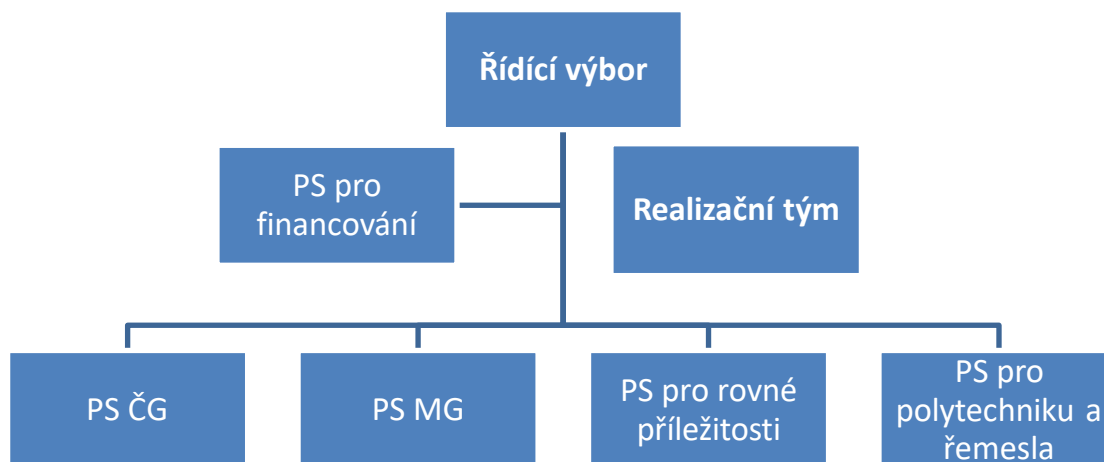 Řídící výbor
PS pro
financování
Realizační tým
PS ČG
PS MG
PS pro rovné
příležitosti
PS pro
polytechniku a
řemesla